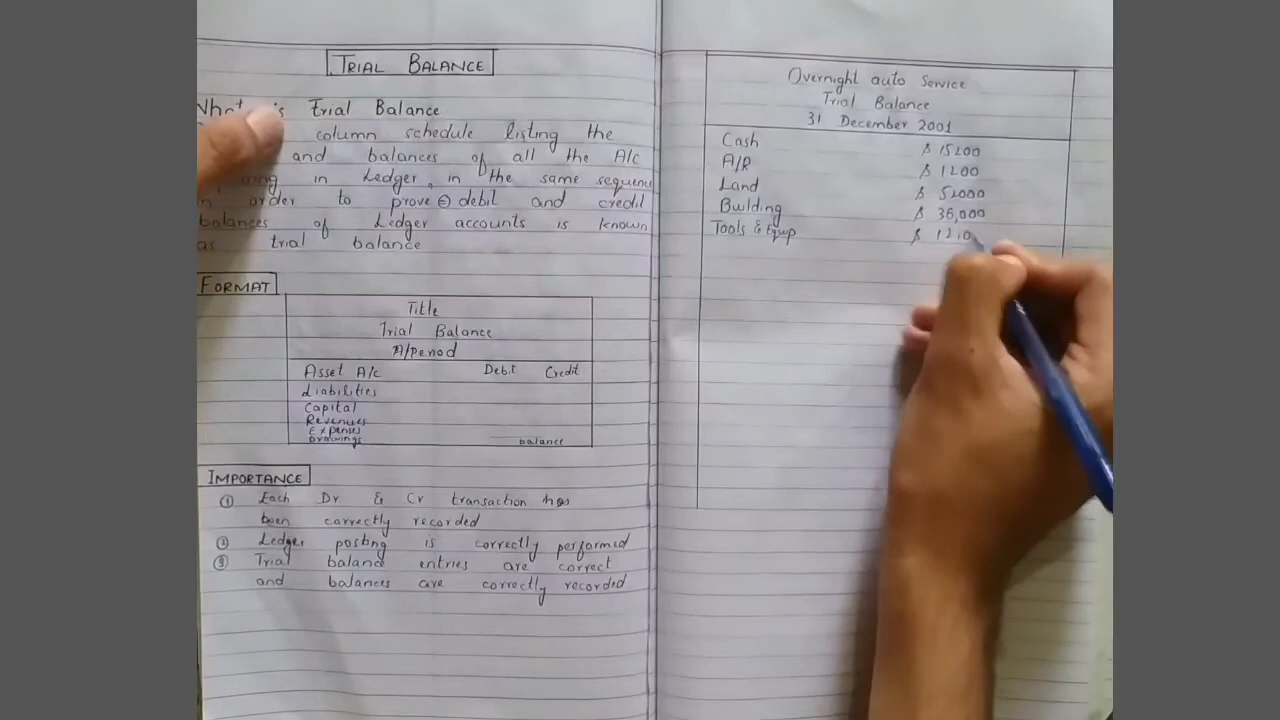 TRIAL BALANCE
What is Trial Balance
column schedule listing the
and balances of all the A/c
in Ledger, in the same sequence
order to prove debit and credit
balances of Ledger accounts is known
as trial balance
FORMAT
Title
Trial Balance
A/Period
Asset A/c Debit Credit
Liabilities
Capital
Revenues
Expenses
Drawings balance
IMPORTANCE
① Each Dr & Cr transaction has
been correctly recorded
② Ledger posting is correctly performed
③ Trial balance entries are correct
and balances are correctly recorded
Overnight auto Service
Trial Balance
31 December 2001
Cash $ 15200
A/R $ 1200
Land $ 52000
Building $ 36,000
Tools & Equip $ 1200